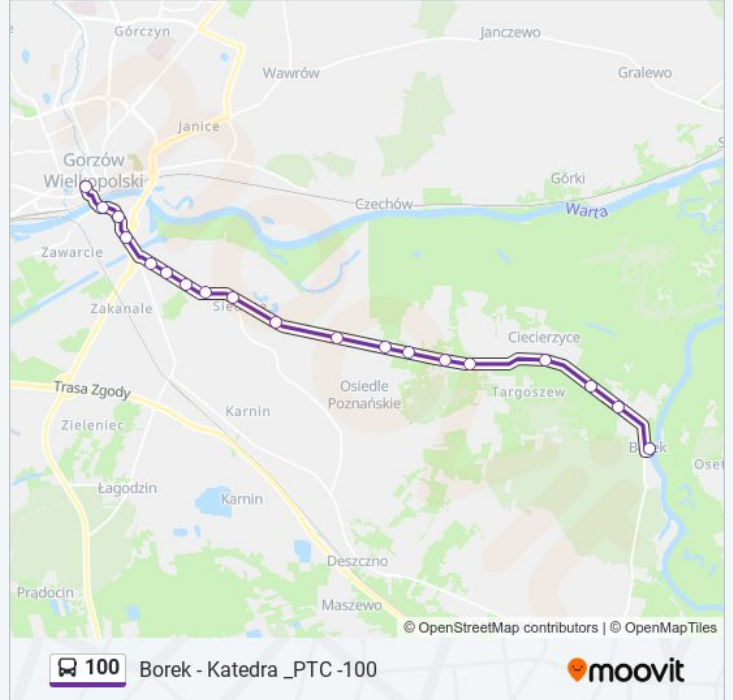 Górczyn
Janczewo
Wawrów
Gralewo
Janice
Gorzów
Wielkopolski
Górki
Czechów
Warta
Zawarcie
Zakanale
Ciecierzyce
Trasa Zgody
Osiedle
Poznańskie
Targoszew
Karnin
Zieleniec
Łagodzin
Karnin
Deszczno
Prądocin
Maszewo
© OpenStreetMap contributors | © OpenMapTiles
100 Borek - Katedra _PTC -100
moovit